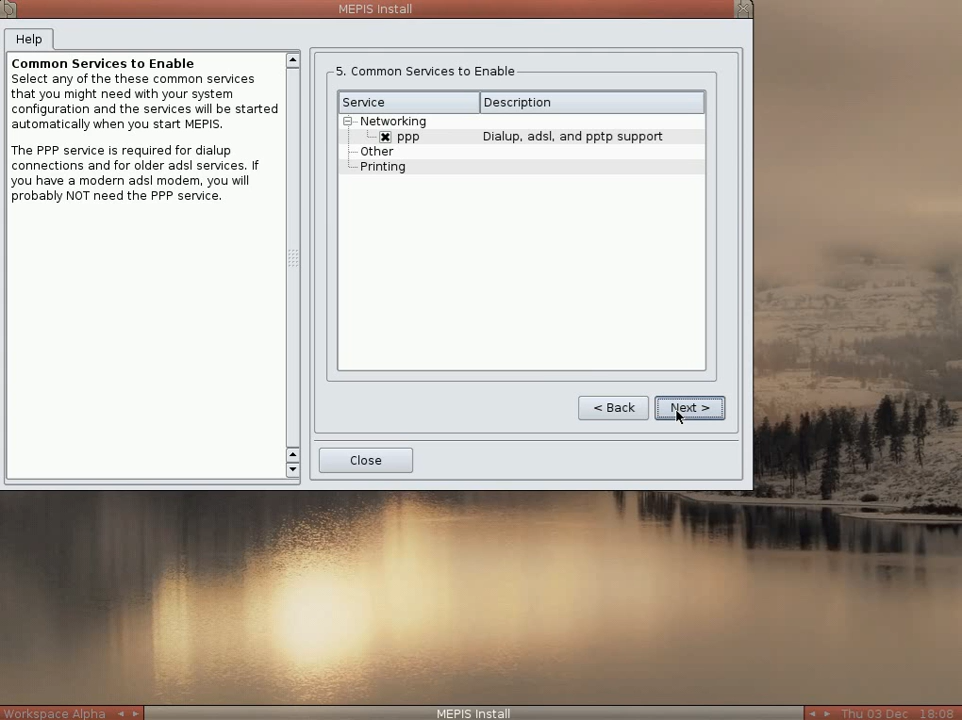 MEPIS Install
Help
Common Services to Enable
Select any of the these common services
that you might need with your system
configuration and the services will be started
automatically when you start MEPIS.
The PPP service is required for dialup
connections and for older adsl services. If
you have a modern adsl modem, you will
probably NOT need the PPP service.
5. Common Services to Enable
Service Description
Networking
ppp Dialup, adsl, and pptp support
Other
Printing
< Back Next >
Close
Workspace Alpha MEPIS Install Thu 03 Dec 18:08